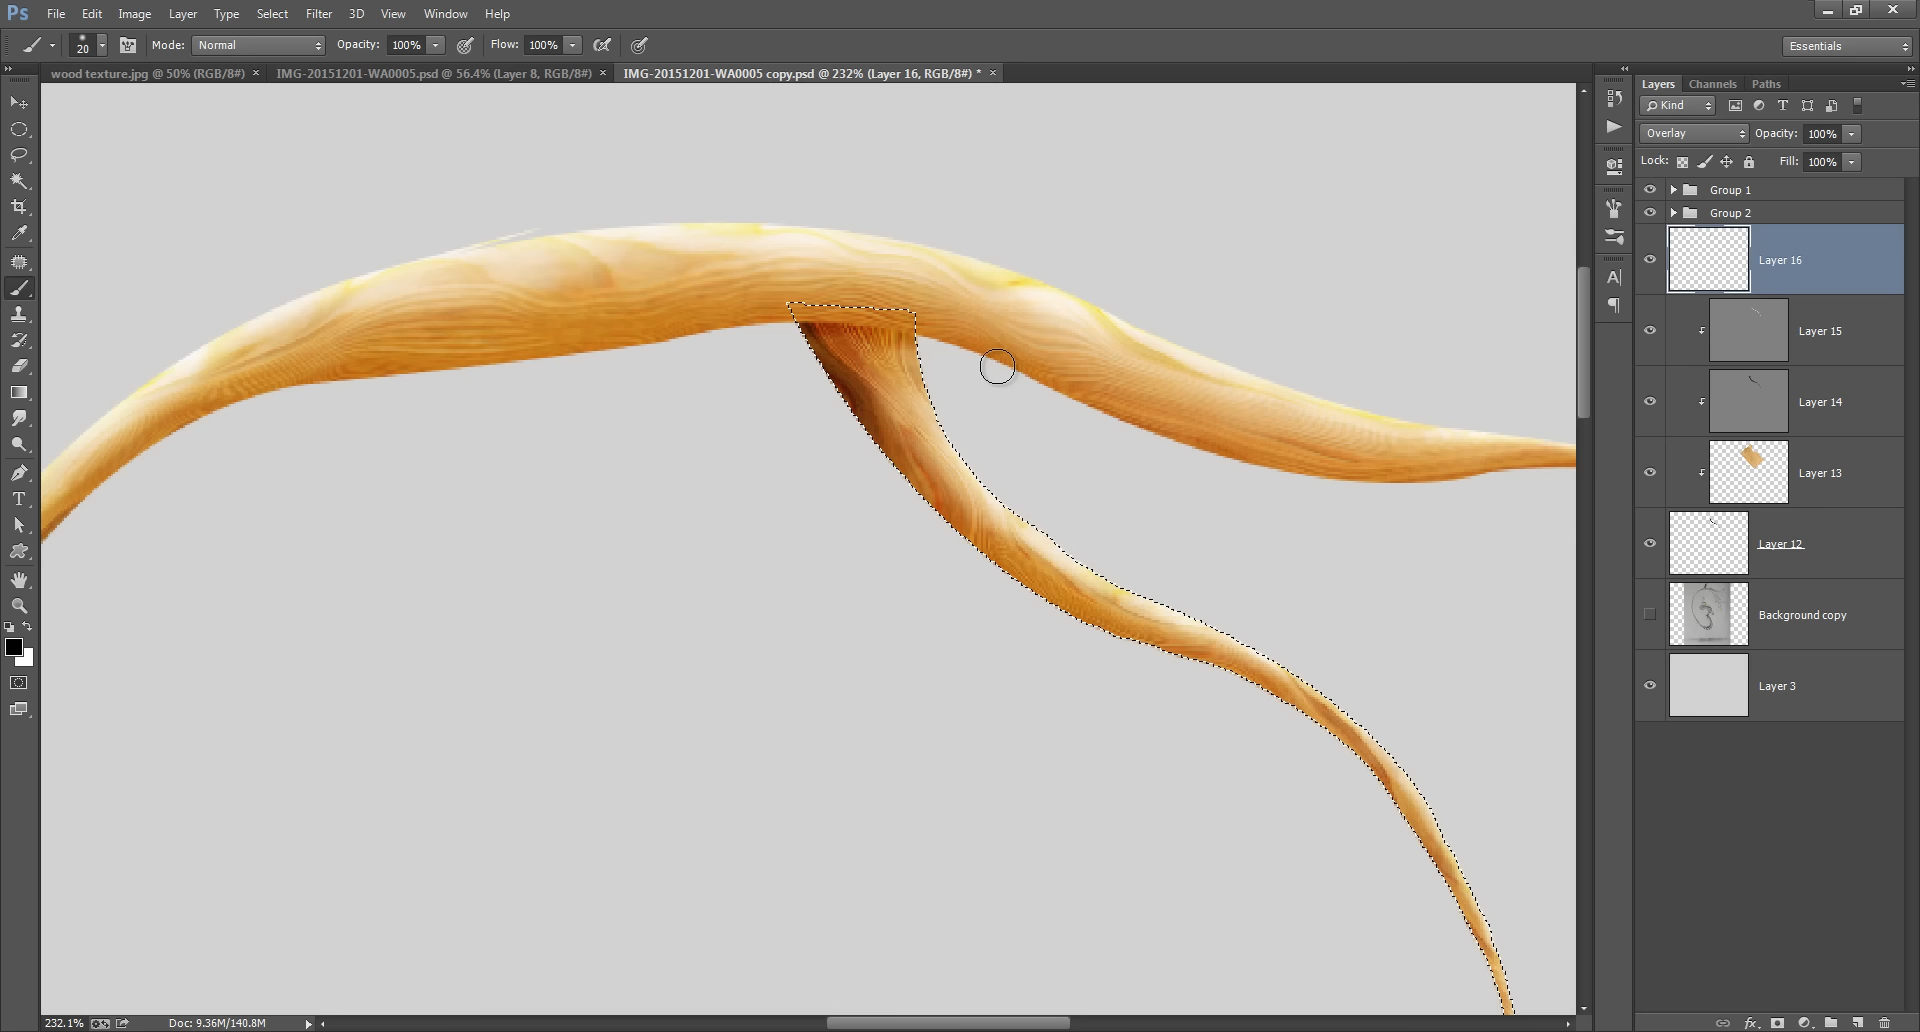 Ps File Edit Image Layer Type Select Filter 3D View Window Help
20 Mode: Normal Opacity: 100% Flow: 100% Essentials
wood texture.jpg @ 50% (RGB/8#) × IMG-20151201-WA0005.psd @ 56.4% (Layer 8, RGB/8#) × IMG-20151201-WA0005 copy.psd @ 232% (Layer 16, RGB/8#) * ×
Layers Channels Paths
Kind
Overlay Opacity: 100%
Lock: Fill: 100%
Group 1
Group 2
Layer 16
Layer 15
Layer 14
Layer 13
Layer 12
Background copy
Layer 3
232.1% Doc: 9.36M/140.8M